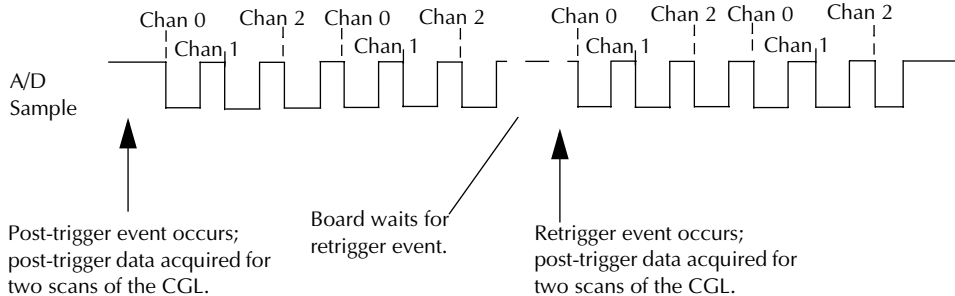 Chan 0 Chan 2 Chan 0 Chan 2 Chan 0 Chan 2 Chan 0 Chan 2
Chan 1 Chan 1 Chan 1 Chan 1
A/D
Sample
Post-trigger event occurs;
post-trigger data acquired for
two scans of the CGL.
Board waits for
retrigger event.
Retrigger event occurs;
post-trigger data acquired for
two scans of the CGL.